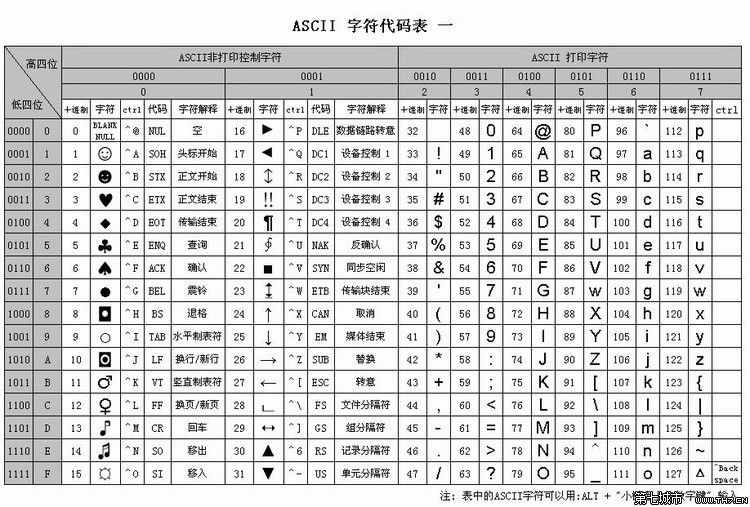 ASCII 字符代码表 一
高四位 ASCII非打印控制字符 ASCII 打印字符
0000 0001 0010 0011 0100 0101 0110 0111
低四位 0 1 2 3 4 5 6 7
十进制 字符 ctrl 代码 字符解释 十进制 字符 ctrl 代码 字符解释 十进制 字符 十进制 字符 十进制 字符 十进制 字符 十进制 字符 十进制 字符 ctrl
0000 0 0 BLANK NULL ^@ NUL 空 16 ► ^P DLE 数据链路转意 32 48 0 64 @ 80 P 96 ` 112 p
0001 1 1 ☺ ^A SOH 头标开始 17 ◄ ^Q DC1 设备控制 1 33 ! 49 1 65 A 81 Q 97 a 113 q
0010 2 2 ☻ ^B STX 正文开始 18 ↕ ^R DC2 设备控制 2 34 " 50 2 66 B 82 R 98 b 114 r
0011 3 3 ♥ ^C ETX 正文结束 19 ‼ ^S DC3 设备控制 3 35 # 51 3 67 C 83 S 99 c 115 s
0100 4 4 ◆ ^D EOT 传输结束 20 ¶ ^T DC4 设备控制 4 36 $ 52 4 68 D 84 T 100 d 116 t
0101 5 5 ♣ ^E ENQ 查询 21 ∮ ^U NAK 反确认 37 % 53 5 69 E 85 U 101 e 117 u
0110 6 6 ♠ ^F ACK 确认 22 ■ ^V SYN 同步空闲 38 & 54 6 70 F 86 V 102 f 118 v
0111 7 7 ● ^G BEL 震铃 23 ↨ ^W ETB 传输块结束 39 ' 55 7 71 G 87 w 103 g 119 w
1000 8 8 ◘ ^H BS 退格 24 ↑ ^X CAN 取消 40 ( 56 8 72 H 88 X 104 h 120 x
1001 9 9 ○ ^I TAB 水平制表符 25 ↓ ^Y EM 媒体结束 41 ) 57 9 73 I 89 Y 105 i 121 y
1010 A 10 ◙ ^J LF 换行/新行 26 → ^Z SUB 替换 42 * 58 : 74 J 90 Z 106 j 122 z
1011 B 11 ♂ ^K VT 竖直制表符 27 ← ^[ ESC 转意 43 + 59 ; 75 K 91 [ 107 k 123 {
1100 C 12 ♀ ^L FF 换页/新页 28 ∟ ^\ FS 文件分隔符 44 , 60 < 76 L 92 \ 108 l 124 |
1101 D 13 ♪ ^M CR 回车 29 ↔ ^] GS 组分隔符 45 - 61 = 77 M 93 ] 109 m 125 }
1110 E 14 ♫ ^N SO 移出 30 ▲ ^6 RS 记录分隔符 46 . 62 > 78 N 94 ^ 110 n 126 ~
1111 F 15 ☼ ^O SI 移入 31 ▼ ^- US 单元分隔符 47 / 63 ? 79 O 95 _ 111 o 127 Δ ^Back space
注：表中的ASCII字符可以用:ALT + "小 字键" 输入
第七城市 www.th7.cn